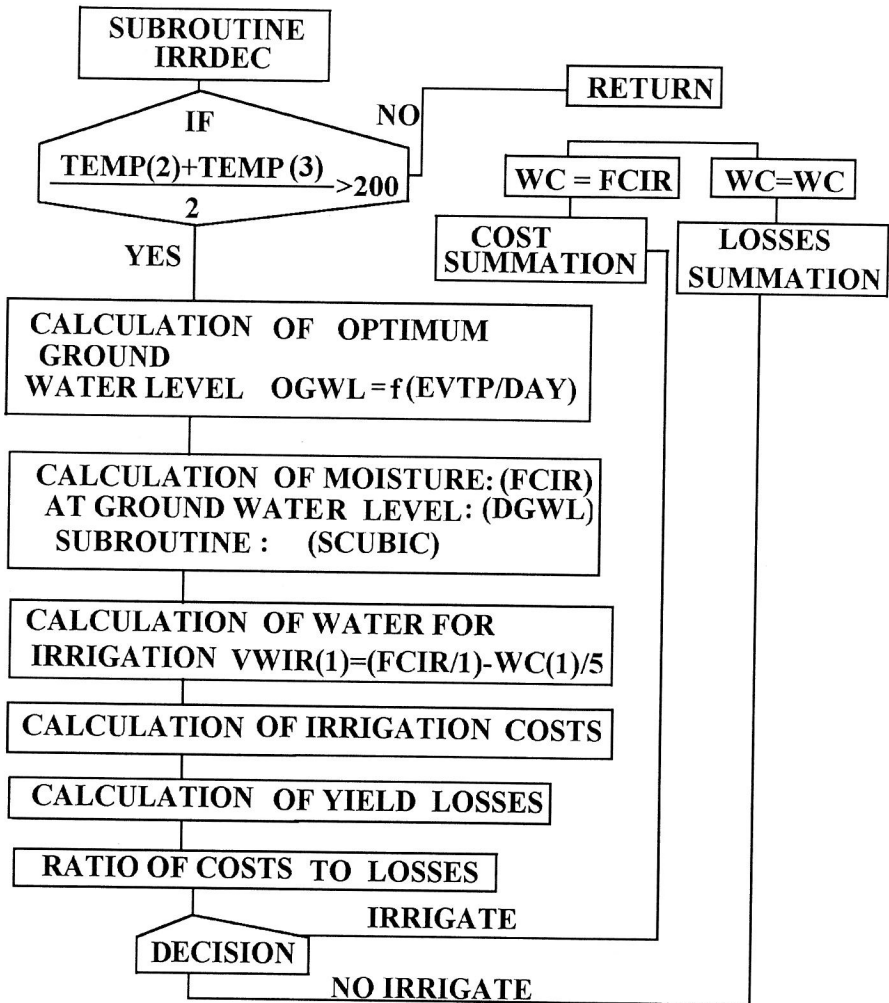 SUBROUTINE
IRRDEC
IF
TEMP(2)+TEMP (3)
>200
2
NO
RETURN
YES
WC = FCIR
WC=WC
COST
SUMMATION
LOSSES
SUMMATION
CALCULATION OF OPTIMUM
GROUND
WATER LEVEL OGWL = f (EVTP/DAY)
CALCULATION OF MOISTURE: (FCIR)
AT GROUND WATER LEVEL: (DGWL)
SUBROUTINE : (SCUBIC)
CALCULATION OF WATER FOR
IRRIGATION VWIR(1)=(FCIR/1)-WC(1)/5
CALCULATION OF IRRIGATION COSTS
CALCULATION OF YIELD LOSSES
RATIO OF COSTS TO LOSSES
IRRIGATE
DECISION
NO IRRIGATE